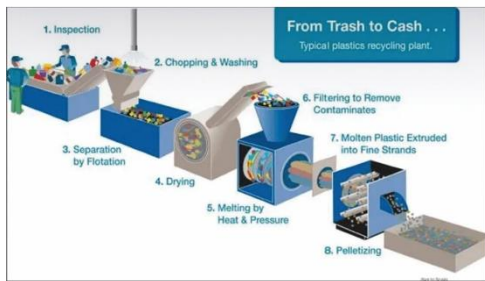 From Trash to Cash . . .
Typical plastics recycling plant.
1. Inspection
2. Chopping & Washing
3. Separation
by Flotation
4. Drying
5. Melting by
Heat & Pressure
6. Filtering to Remove
Contaminates
7. Molten Plastic Extruded
into Fine Strands
8. Pelletizing